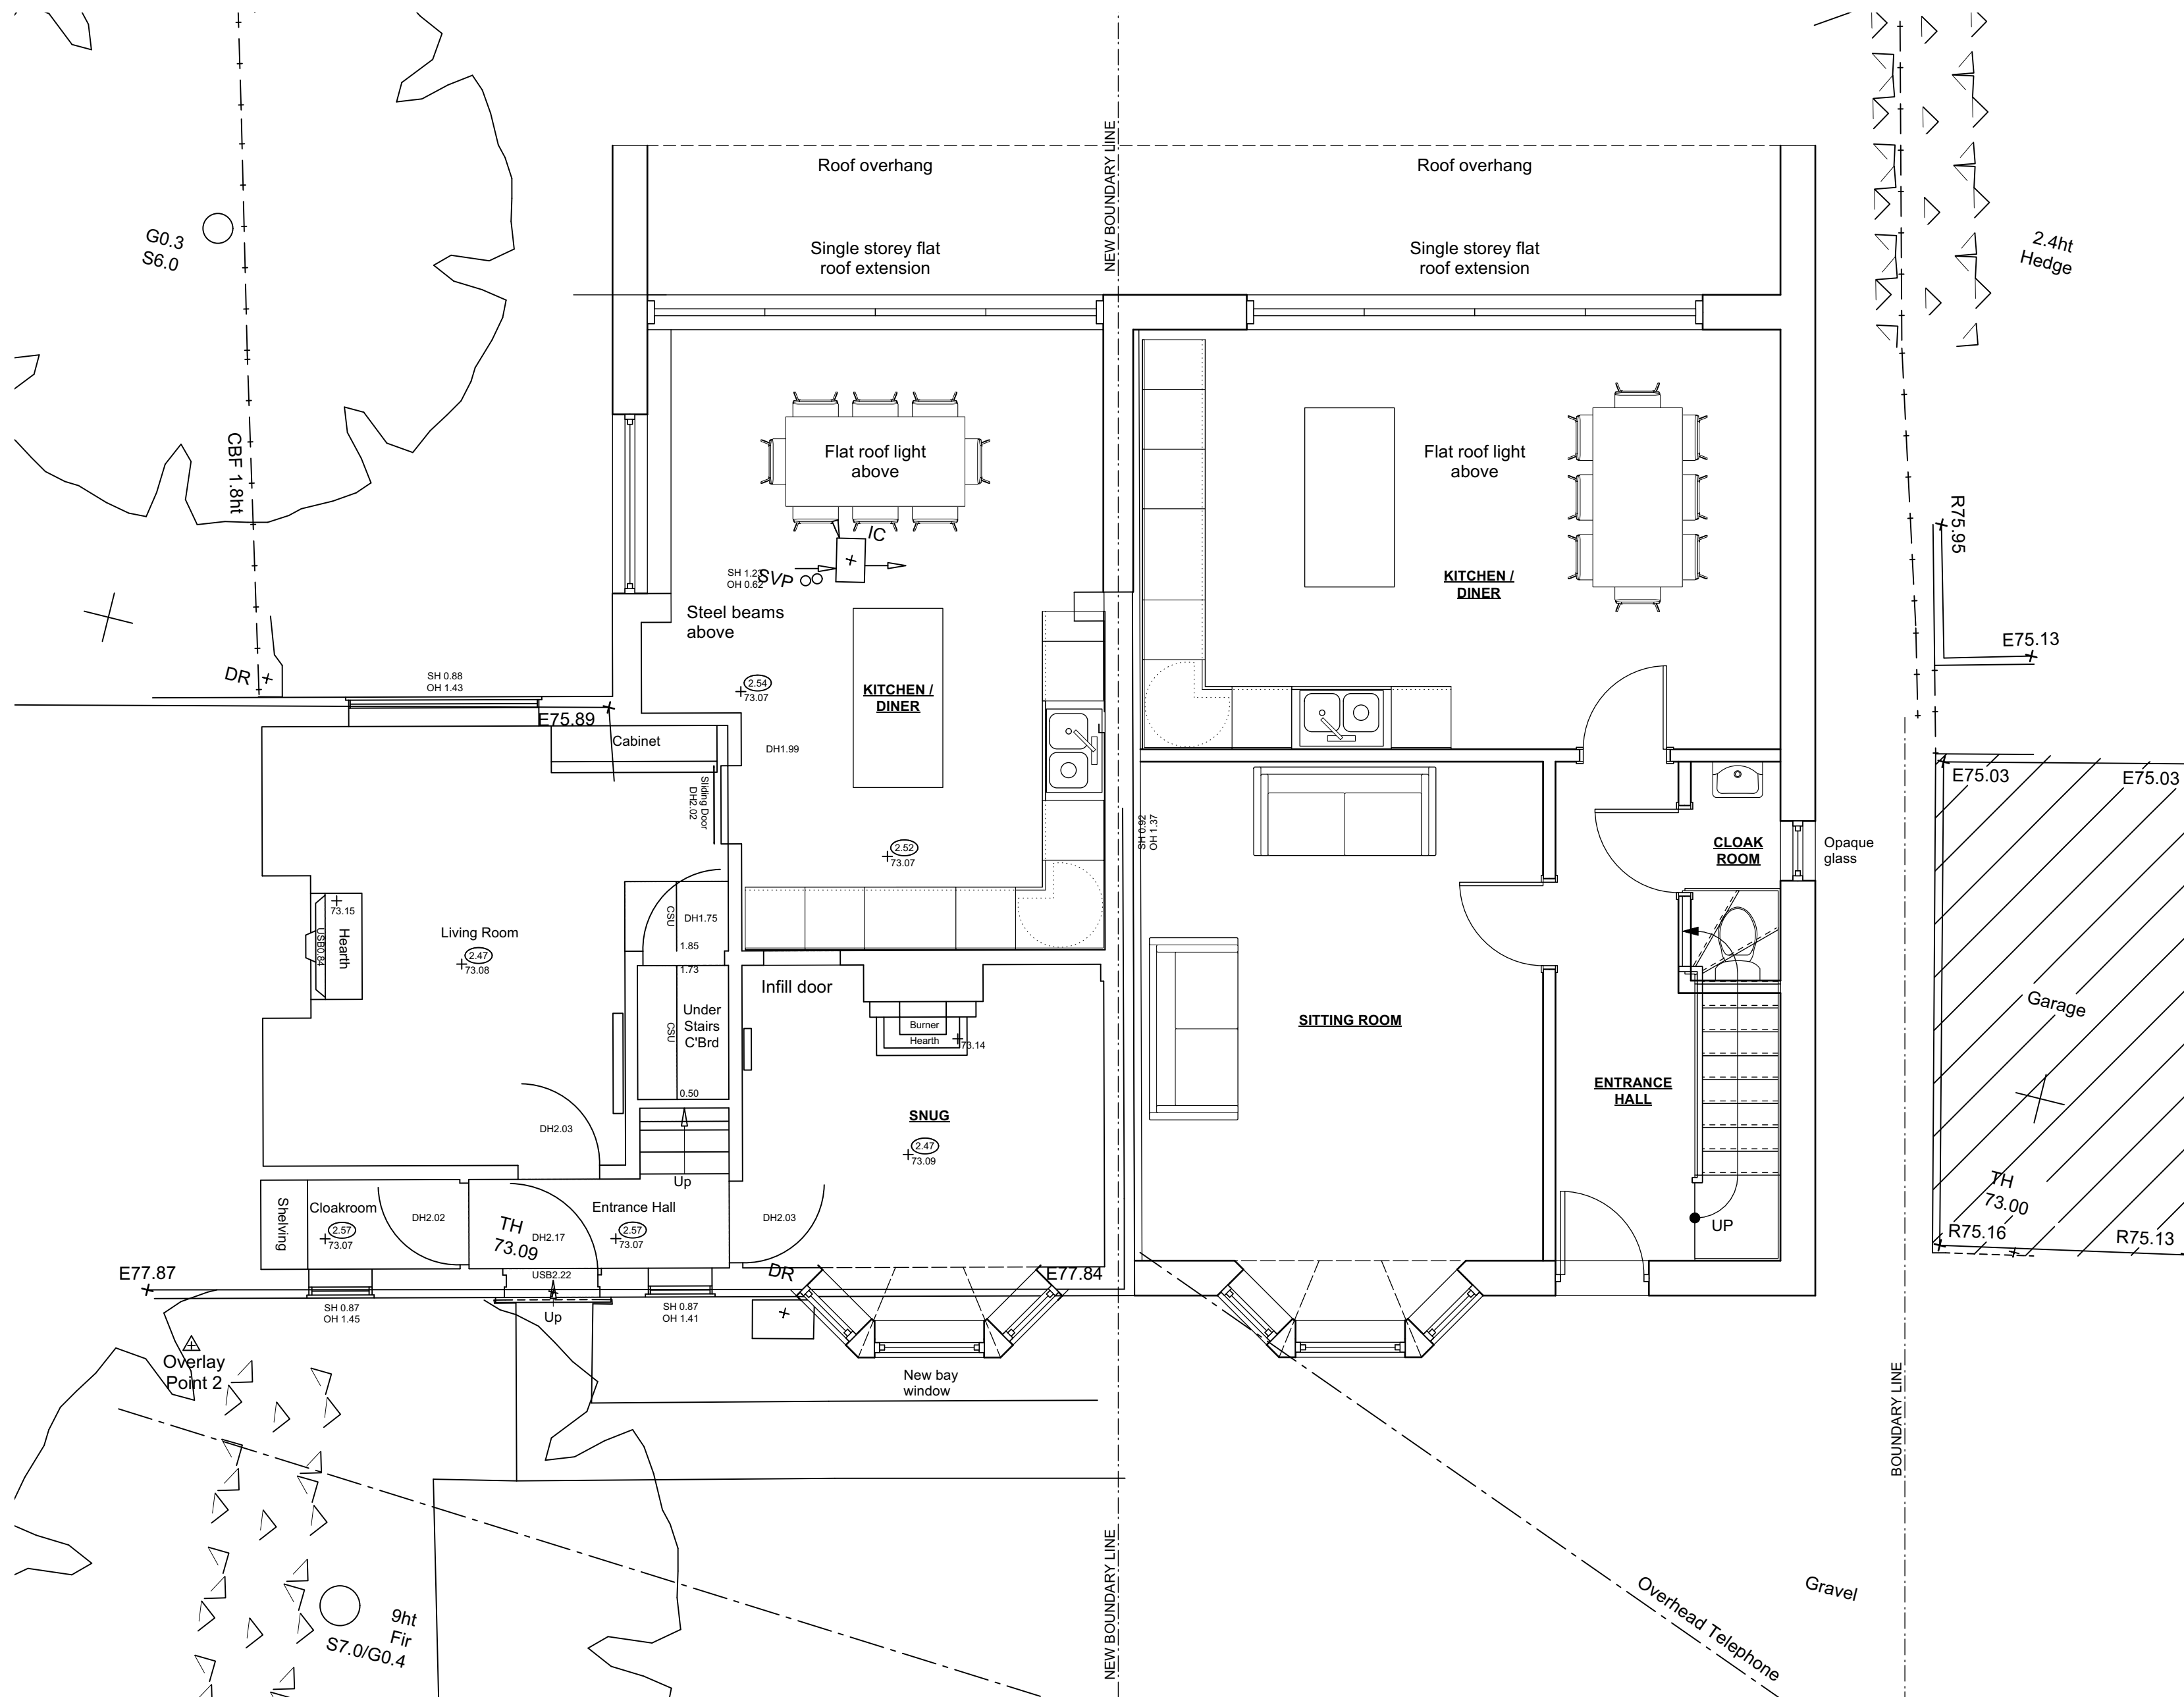 NEW BOUNDARY LINE
Roof overhang
Roof overhang
Single storey flat
roof extension
Single storey flat
roof extension
G0.3
S6.0
2.4ht
Hedge
CBF 1.8ht
Flat roof light
above
Flat roof light
above
IC
SVP
SH 1.23
OH 0.62
Steel beams
above
KITCHEN /
DINER
R75.95
E75.13
DR
SH 0.88
OH 1.43
E75.89
2.54
73.07
KITCHEN /
DINER
Cabinet
DH1.99
Sliding Door
DH2.02
SH 0.92
OH 1.37
E75.03
E75.03
2.52
73.07
CLOAK
ROOM
Opaque
glass
73.15
Hearth
USB0.84
Living Room
2.47
73.08
CSU
DH1.75
1.85
1.73
CSU
Under
Stairs
C'Brd
0.50
Infill door
Burner
Hearth
73.14
SITTING ROOM
Garage
ENTRANCE
HALL
SNUG
2.47
73.09
DH2.03
Up
TH
73.00
Shelving
Cloakroom
2.57
73.07
DH2.02
TH
73.09
DH2.17
Entrance Hall
2.57
73.07
DH2.03
UP
R75.16
R75.13
E77.87
USB2.22
DR
E77.84
SH 0.87
OH 1.45
Up
SH 0.87
OH 1.41
Overlay
Point 2
New bay
window
BOUNDARY LINE
NEW BOUNDARY LINE
9ht
Fir
S7.0/G0.4
Overhead Telephone
Gravel